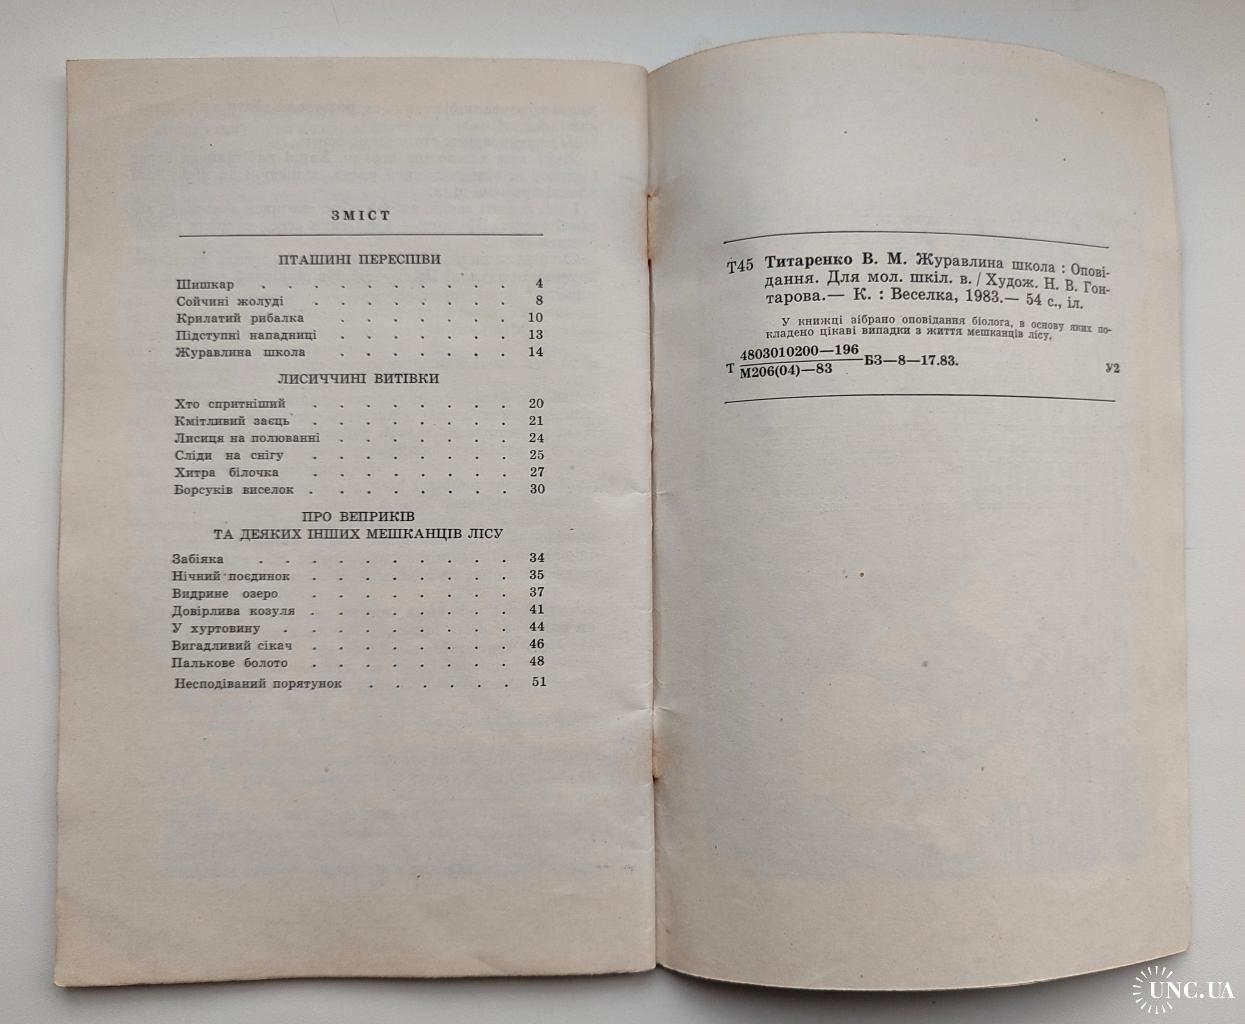 ЗМІСТ
ПТАШИНІ ПЕРЕСПІВИ
Шишкар . . . . . . . . . . . 4
Сойчині жолуді . . . . . . . . 8
Крилатий рибалка . . . . . . . 10
Підступні нападниці . . . . . . . 13
Журавлина школа . . . . . . . 14
ЛИСИЧЧИНІ ВИТІВКИ
Хто спритніший . . . . . . . . 20
Кмітливий заєць . . . . . . . . 21
Лисиця на полюванні . . . . . . . 24
Сліди на снігу . . . . . . . . 25
Хитра білочка . . . . . . . . 27
Борсуків виселок . . . . . . . . 30
ПРО ВЕПРИКІВ
ТА ДЕЯКИХ ІНШИХ МЕШКАНЦІВ ЛІСУ
Забіяка . . . . . . . . . . 34
Нічний поєдинок . . . . . . . . 35
Видрине озеро . . . . . . . . 37
Довірлива козуля . . . . . . . . 41
У хуртовину . . . . . . . . . 44
Вигадливий сікач . . . . . . . . 46
Палькове болото . . . . . . . . 48
Несподіваний порятунок . . . . . . 51
Т45 Титаренко В. М. Журавлина школа : Опові-
дання. Для мол. шкіл. в. / Худож. Н. В. Гон-
тарова.— К. : Веселка, 1983.— 54 с., іл.
У книжці зібрано оповідання біолога, в основу яких по-
кладено цікаві випадки з життя мешканців лісу.
Т 4803010200—196
М206(04)—83 БЗ—8—17.83.
У2
UNC.UA